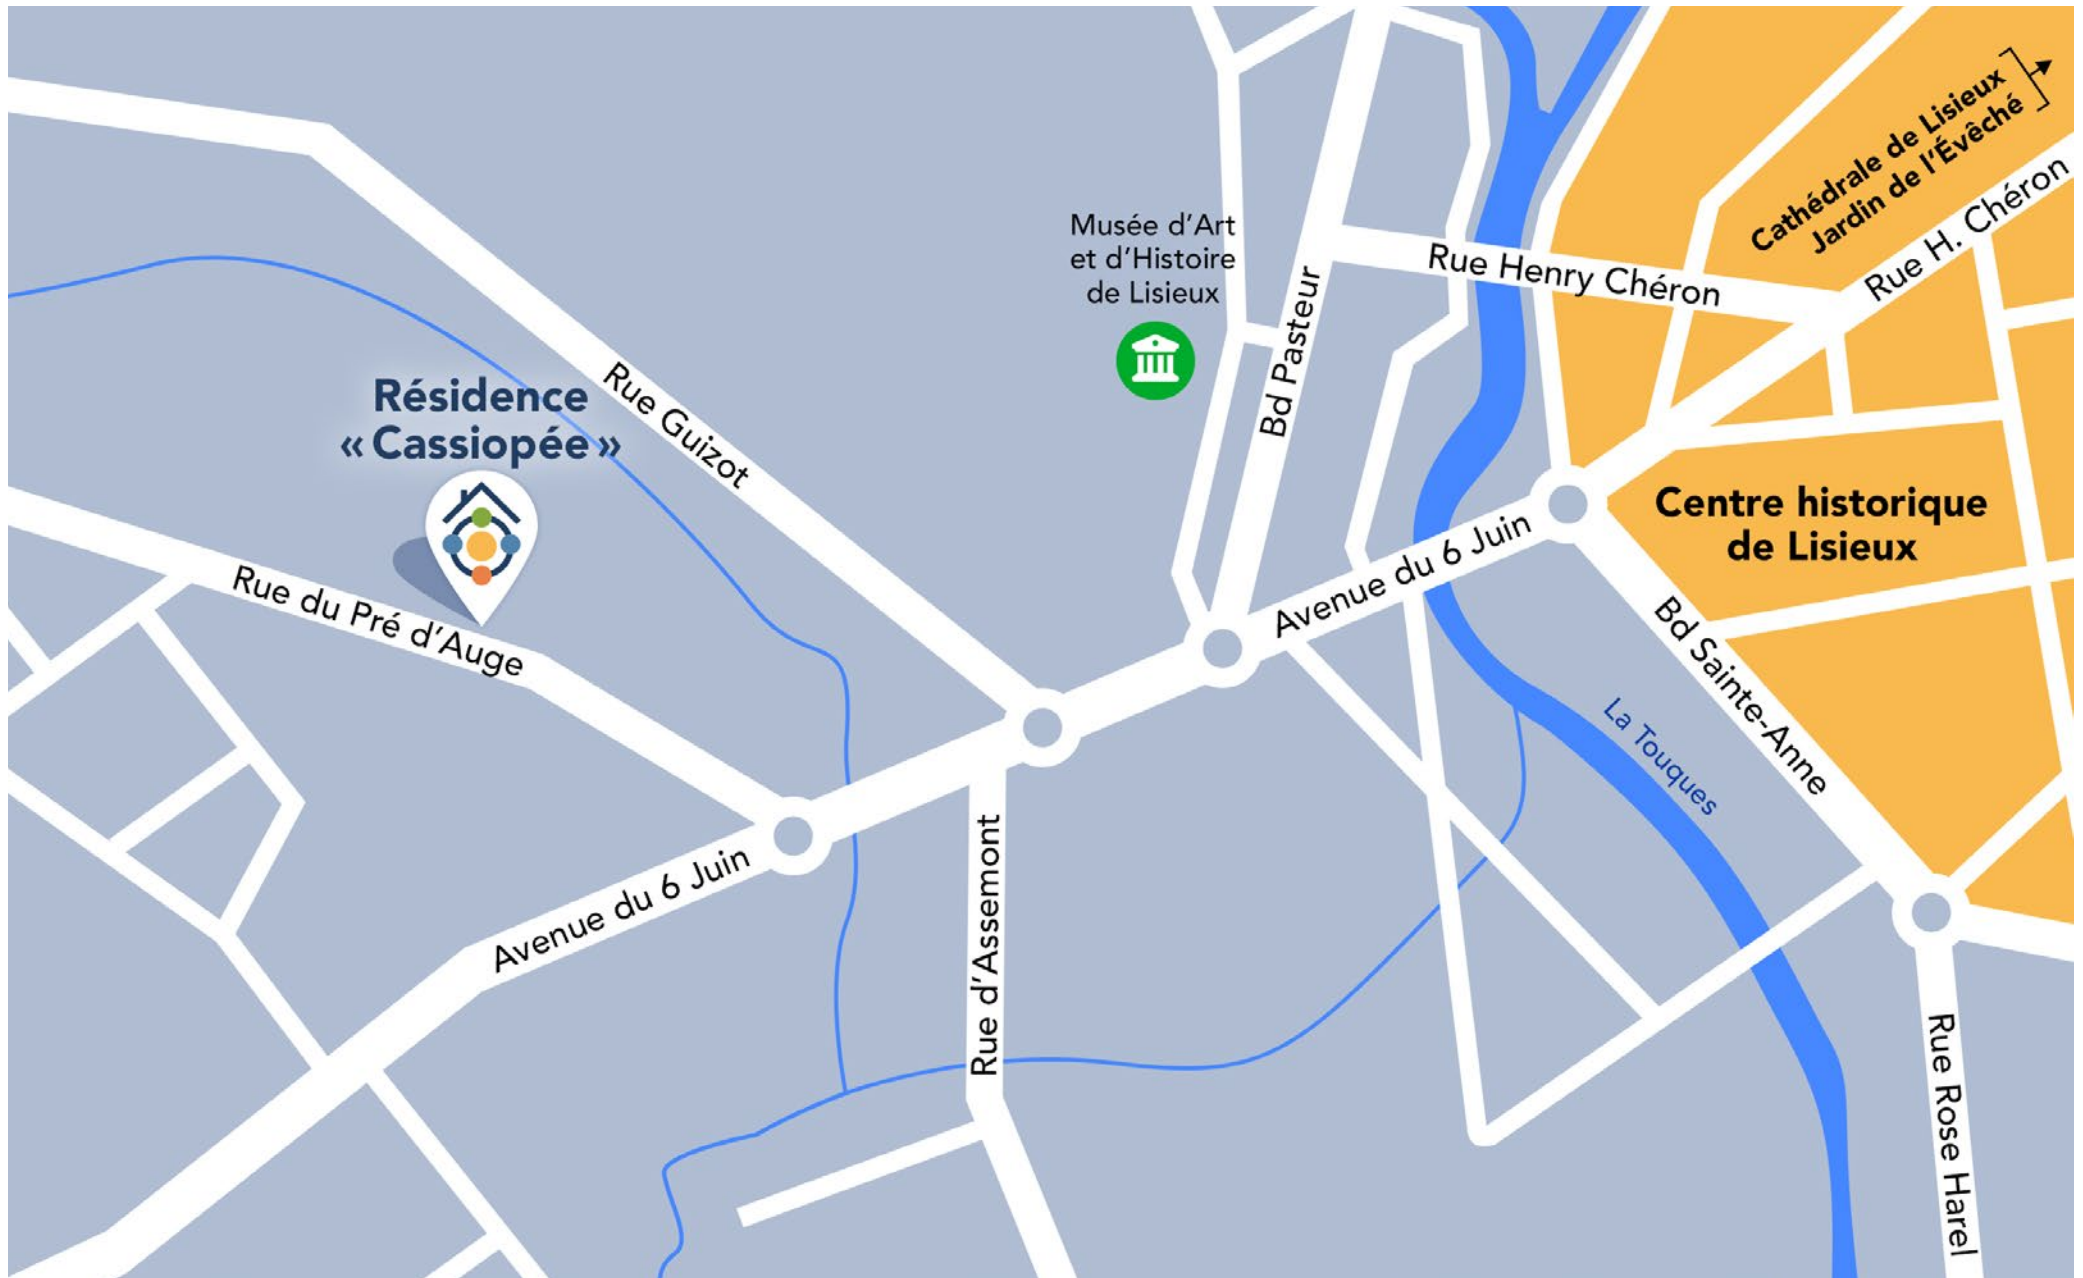 Cathédrale de Lisieux
Jardin de l'Évêché
Rue H. Chéron
Musée d'Art
et d'Histoire
de Lisieux
Rue Henry Chéron
Bd Pasteur
Résidence
« Cassiopée »
Rue Guizot
Centre historique
de Lisieux
Avenue du 6 Juin
Rue du Pré d'Auge
Bd Sainte-Anne
La Touques
Avenue du 6 Juin
Rue d'Assemont
Rue Rose Harel